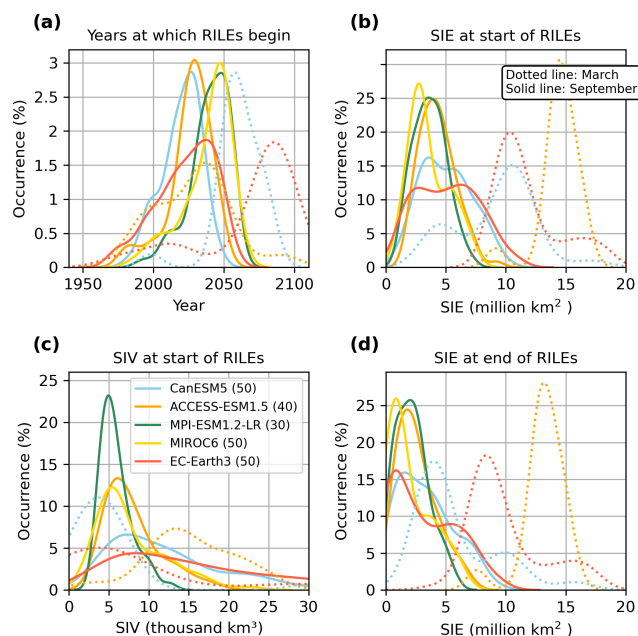 (a)
Years at which RILEs begin
Occurrence (%)
3
2.5
2
1.5
1
0.5
0
1950
2000
2050
2100
Year
(b)
SIE at start of RILEs
Dotted line: March
Solid line: September
Occurrence (%)
25
20
15
10
5
0
0
5
10
15
20
SIE (million km² )
(c)
SIV at start of RILEs
CanESM5 (50)
ACCESS-ESM1.5 (40)
MPI-ESM1.2-LR (30)
MIROC6 (50)
EC-Earth3 (50)
Occurrence (%)
25
20
15
10
5
0
0
10
20
30
SIV (thousand km³)
(d)
SIE at end of RILEs
Occurrence (%)
25
20
15
10
5
0
0
5
10
15
20
SIE (million km² )